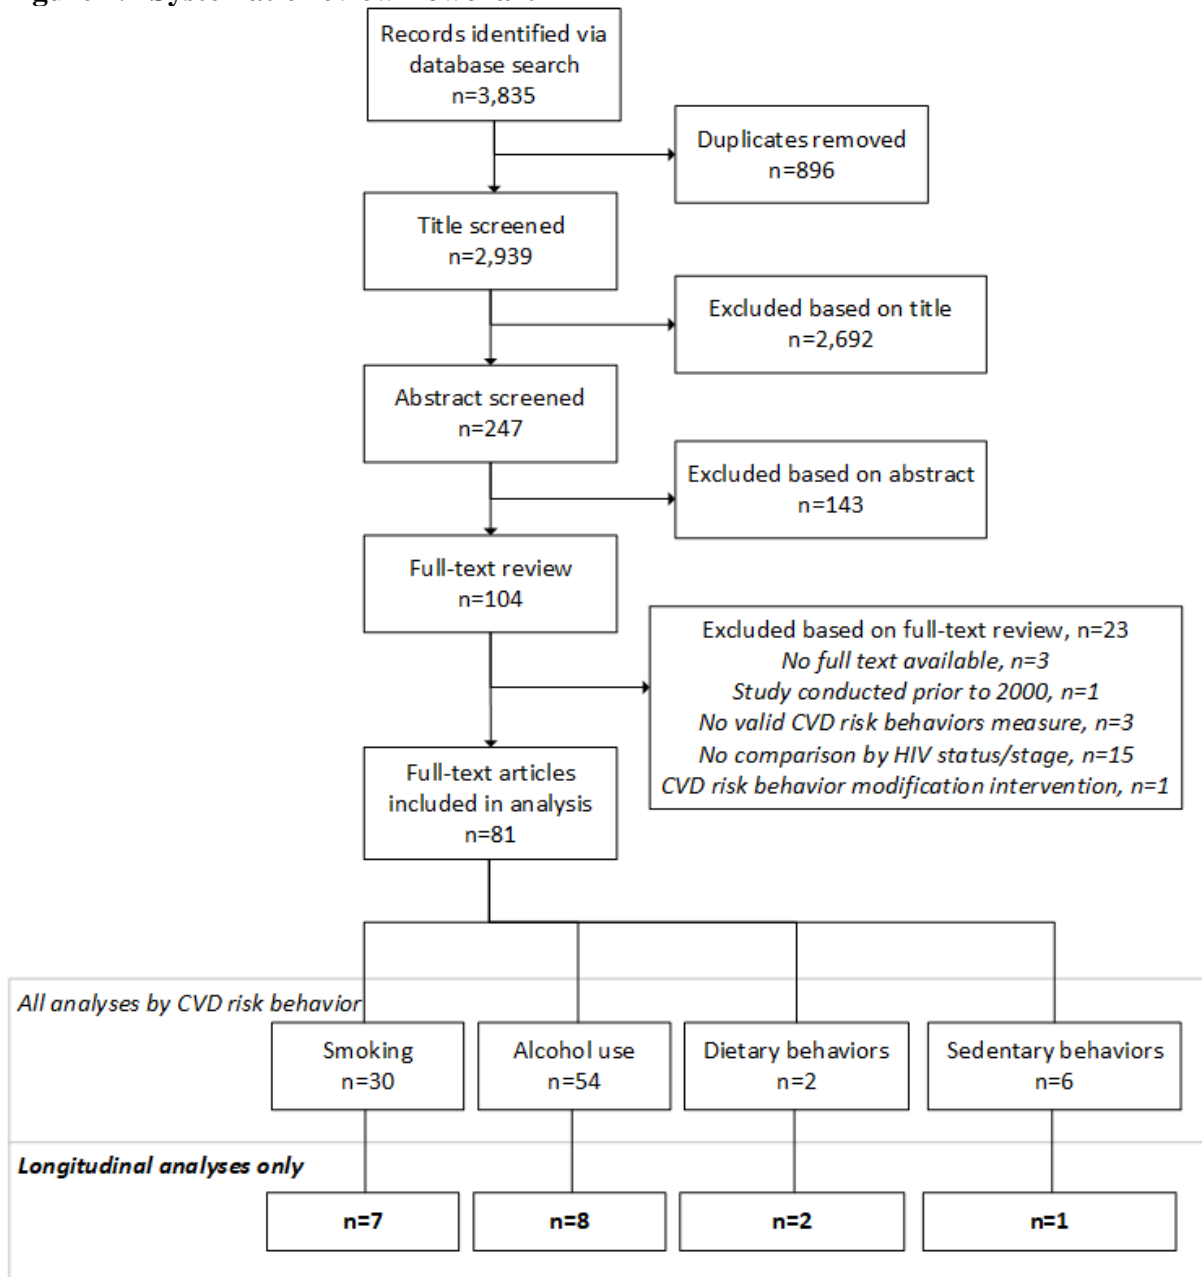 Records identified via
database search
n=3,835
Duplicates removed
n=896
Title screened
n=2,939
Excluded based on title
n=2,692
Abstract screened
n=247
Excluded based on abstract
n=143
Full-text review
n=104
Excluded based on full-text review, n=23
No full text available, n=3
Study conducted prior to 2000, n=1
No valid CVD risk behaviors measure, n=3
No comparison by HIV status/stage, n=15
CVD risk behavior modification intervention, n=1
Full-text articles
included in analysis
n=81
All analyses by CVD risk behavior
Smoking
n=30
Alcohol use
n=54
Dietary behaviors
n=2
Sedentary behaviors
n=6
Longitudinal analyses only
n=7
n=8
n=2
n=1